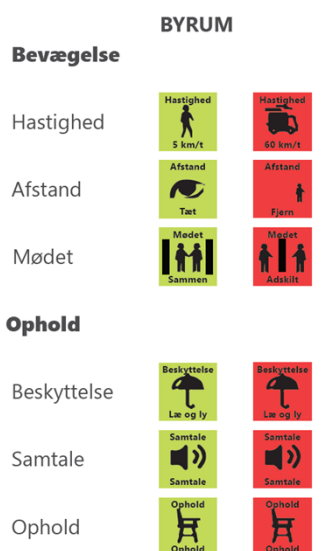 BYRUM
Bevægelse
Hastighed
Hastighed
5 km/t
Hastighed
60 km/t
Afstand
Afstand
Tæt
Afstand
Fjern
Mødet
Mødet
Sammen
Mødet
Adskilt
Ophold
Beskyttelse
Beskyttelse
Læ og ly
Beskyttelse
Læ og ly
Samtale
Samtale
Samtale
Samtale
Samtale
Ophold
Ophold
Ophold
Ophold
Ophold